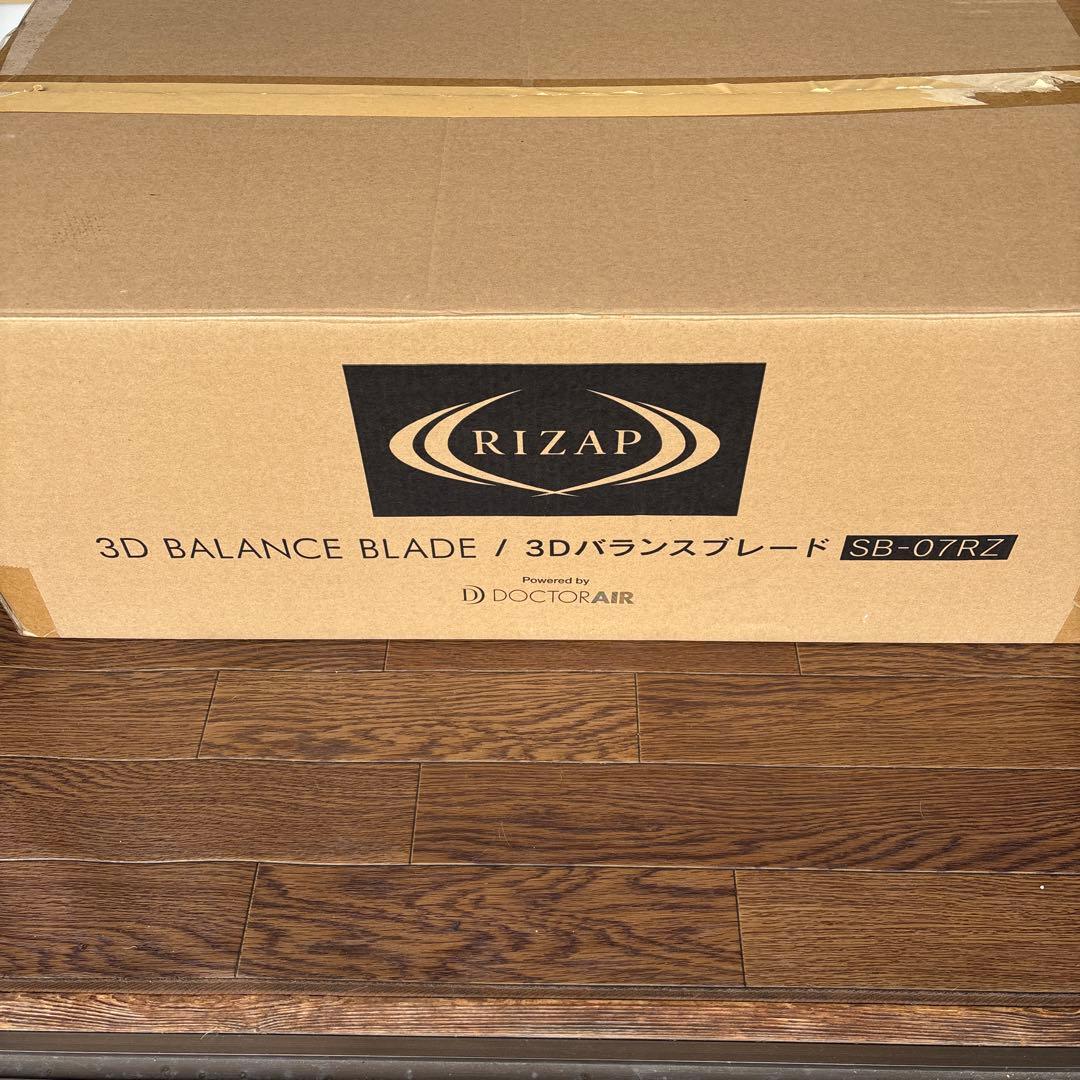 RIZAP
3D BALANCE BLADE / 3Dバランスブレード SB-07RZ
Powered by
DOCTORAIR